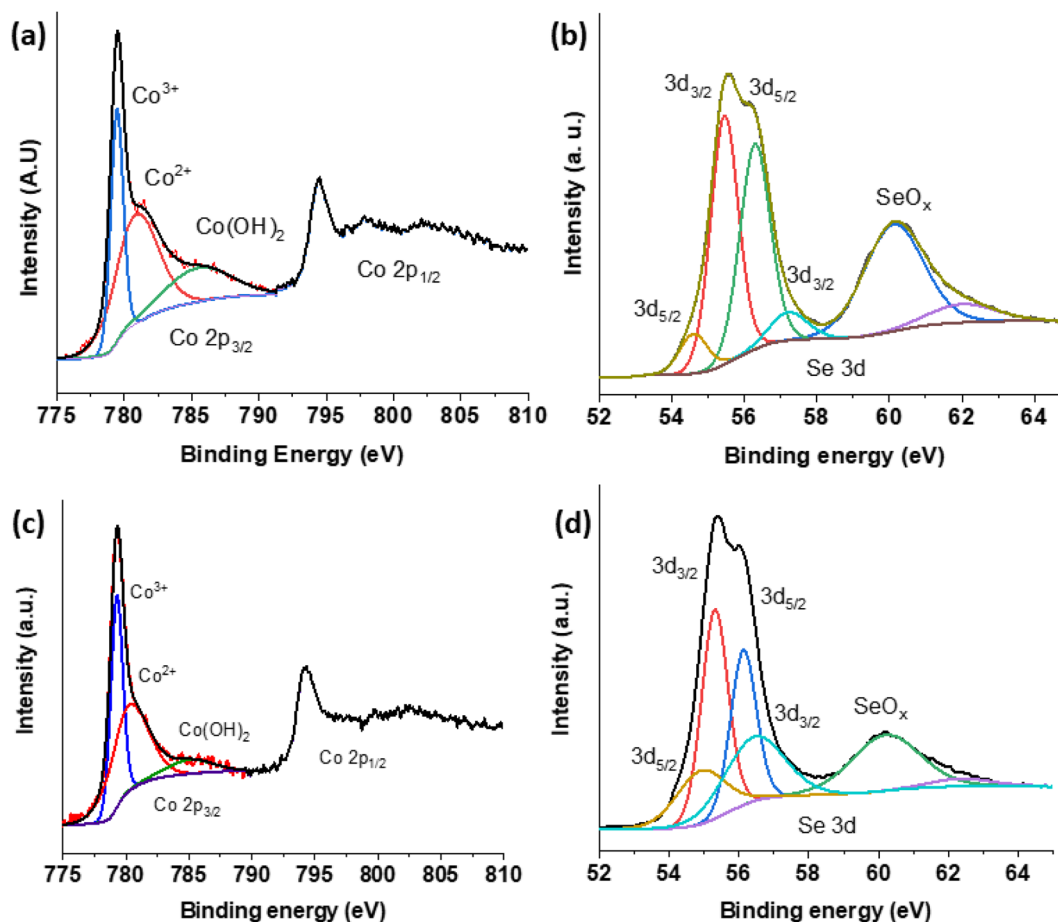 (a)
Co³⁺
Co²⁺
Co(OH)₂
Co 2p₁/₂
Co 2p₃/₂
Intensity (A.U)
775 780 785 790 795 800 805 810
Binding Energy (eV)
(b)
3d₃/₂
3d₅/₂
SeOₓ
3d₃/₂
3d₅/₂
Se 3d
Intensity (a. u.)
52 54 56 58 60 62 64
Binding energy (eV)
(c)
Co³⁺
Co²⁺
Co(OH)₂
Co 2p₁/₂
Co 2p₃/₂
Intensity (a.u.)
775 780 785 790 795 800 805 810
Binding energy (eV)
(d)
3d₃/₂
3d₅/₂
3d₃/₂
SeOₓ
3d₅/₂
Se 3d
Intensity (a.u.)
52 54 56 58 60 62 64
Binding energy (eV)